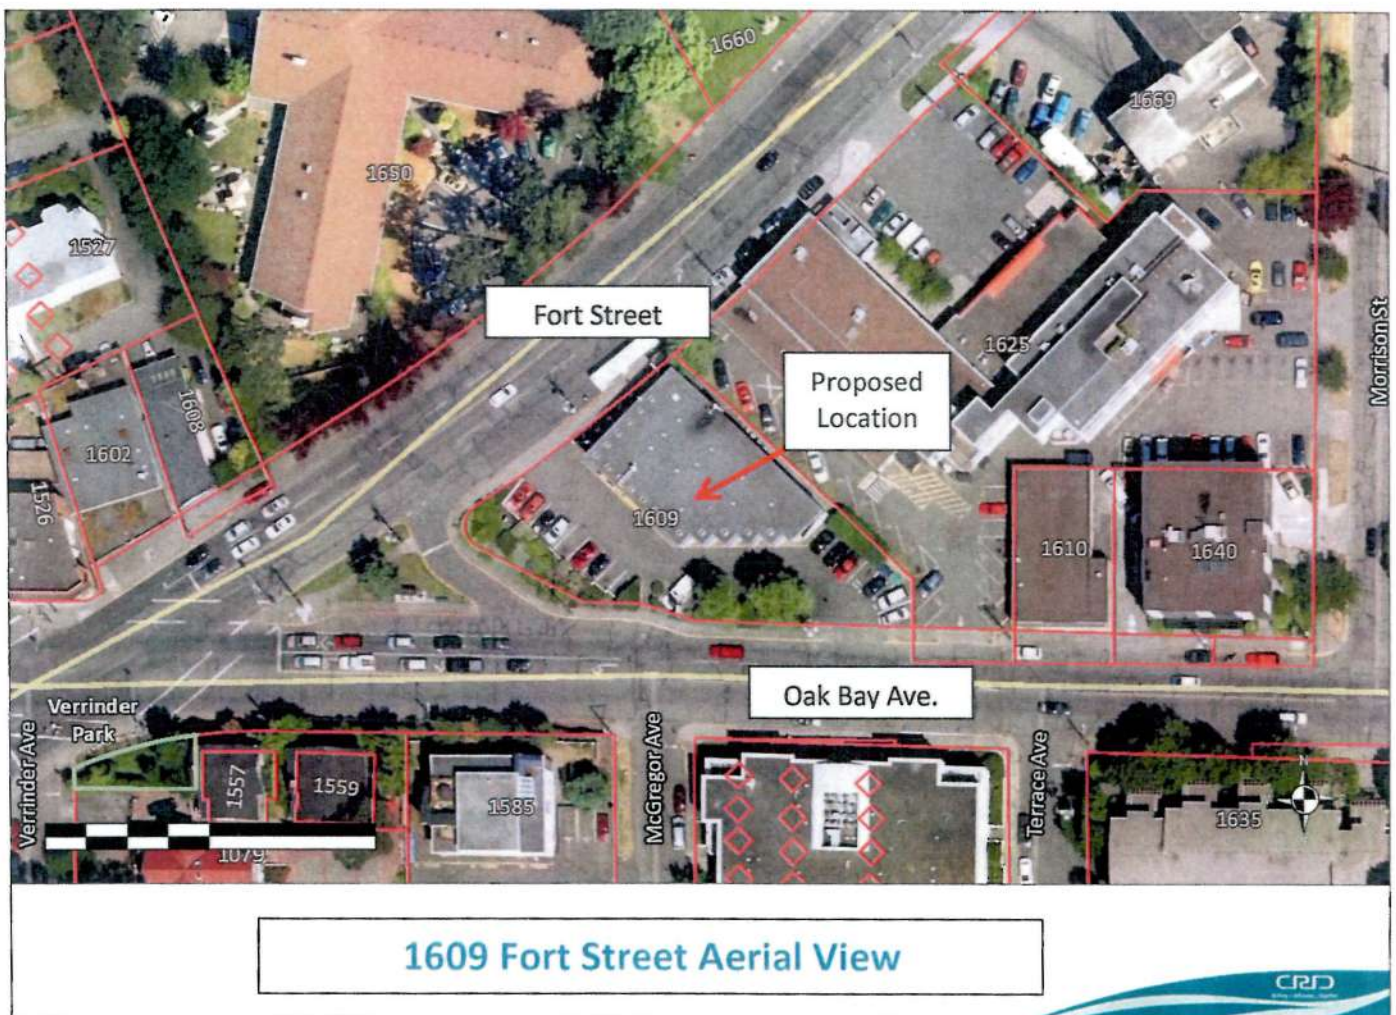 1660
1669
1650
1527
Fort Street
1625
Proposed
Location
Morrison St
1608
1602
1526
1609
1610
1640
Oak Bay Ave.
Verrinder
Park
Verrinder Ave
McGregor Ave
Terrace Ave
1557
1559
1585
N
1635
1079
1609 Fort Street Aerial View
CRD